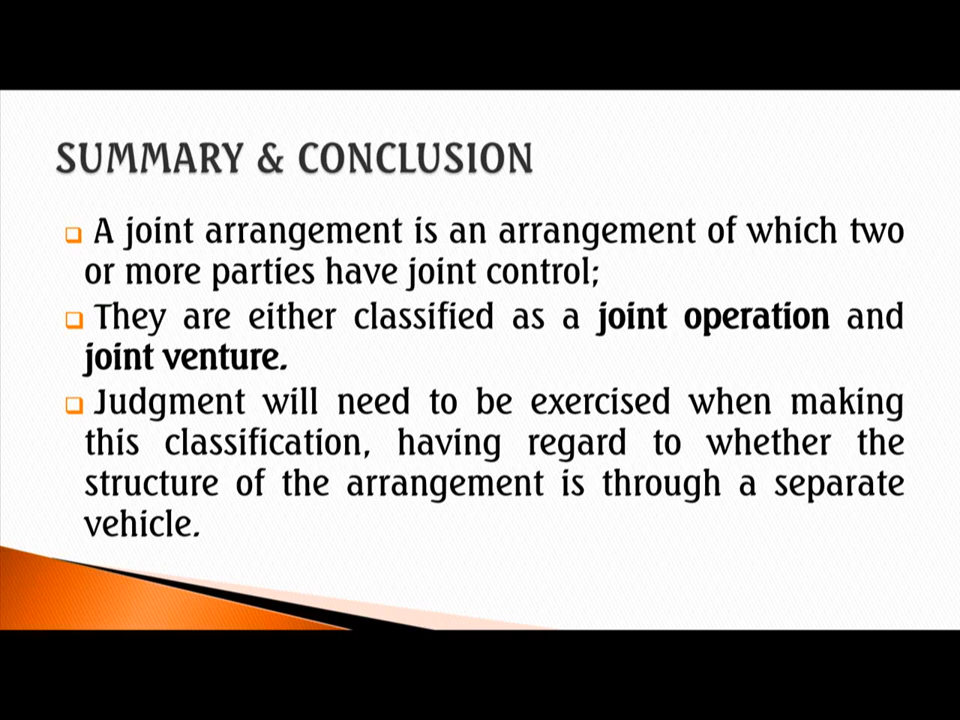 SUMMARY & CONCLUSION
A joint arrangement is an arrangement of which two
or more parties have joint control;
They are either classified as a joint operation and
joint venture.
Judgment will need to be exercised when making
this classification, having regard to whether the
structure of the arrangement is through a separate
vehicle.